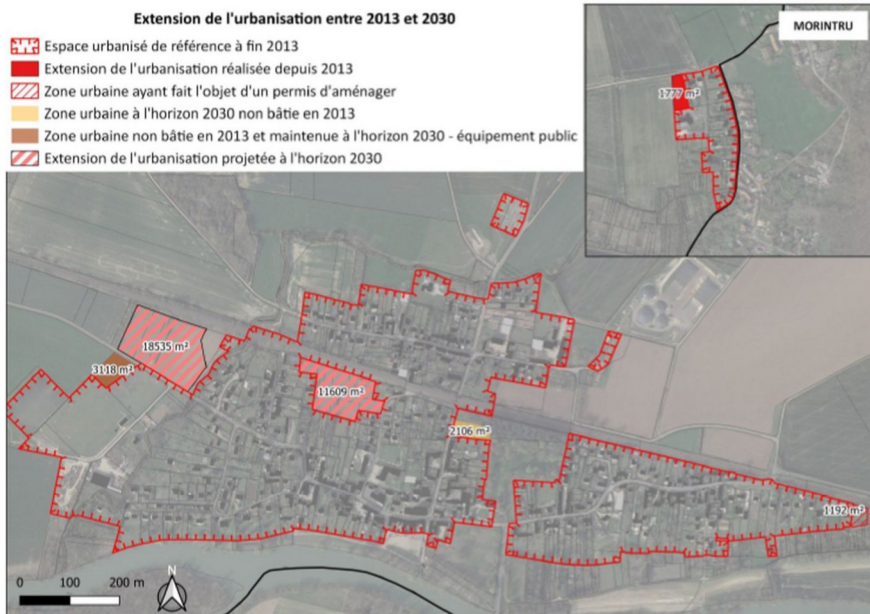 Extension de l'urbanisation entre 2013 et 2030
Espace urbanisé de référence à fin 2013
Extension de l'urbanisation réalisée depuis 2013
Zone urbaine ayant fait l'objet d'un permis d'aménager
Zone urbaine à l'horizon 2030 non bâtie en 2013
Zone urbaine non bâtie en 2013 et maintenue à l'horizon 2030 - équipement public
Extension de l'urbanisation projetée à l'horizon 2030
MORINTRU
1777 m²
18535 m²
3118 m²
11609 m²
2106 m²
1192 m²
0 100 200 m
N